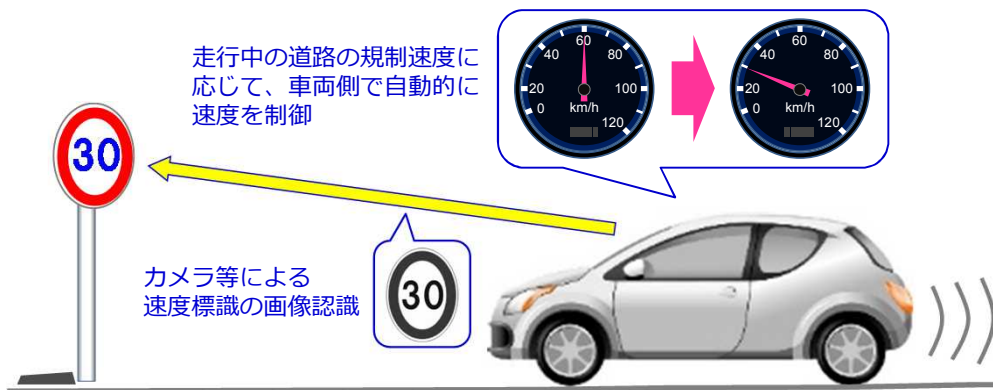 走行中の道路の規制速度に
応じて、車両側で自動的に
速度を制御
0
20
40
60
80
100
120
km/h
0
20
40
60
80
100
120
km/h
30
カメラ等による
速度標識の画像認識
30